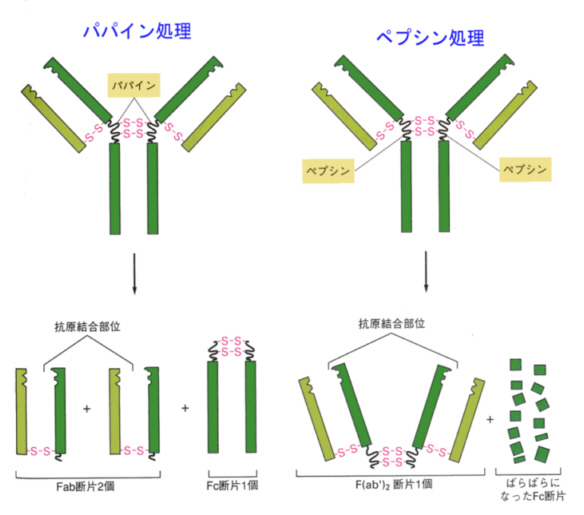 パパイン処理
ペプシン処理
パパイン
S-S
S-S
S-S
S-S
S-S
S-S
S-S
S-S
ペプシン
ペプシン
抗原結合部位
抗原結合部位
-S-S-
-S-S-
+
+
-S-S-
-S-S-
-S-S-
-S-S-
-S-S-
-S-S-
+
Fab断片2個
Fc断片1個
F(ab')₂ 断片1個
ばらばらに
なったFc断片